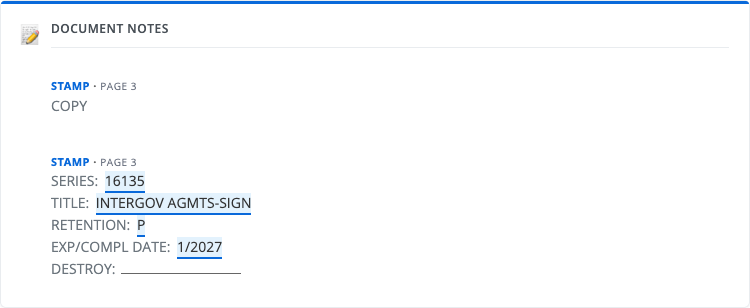 DOCUMENT NOTES
STAMP · PAGE 3
COPY
STAMP · PAGE 3
SERIES: 16135
TITLE: INTERGOV AGMTS-SIGN
RETENTION: P
EXP/COMPL DATE: 1/2027
DESTROY: